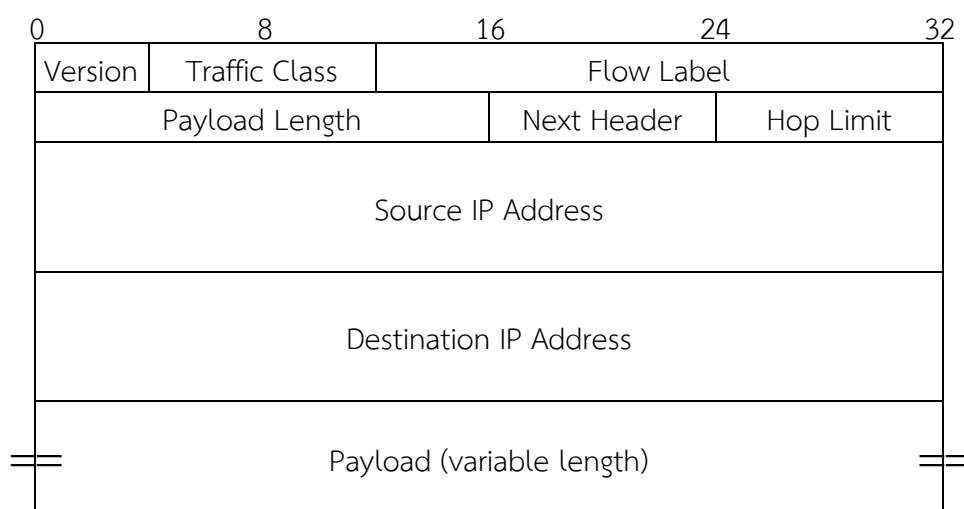 0 8 16 24 32
Version Traffic Class Flow Label
Payload Length Next Header Hop Limit
Source IP Address
Destination IP Address
Payload (variable length)